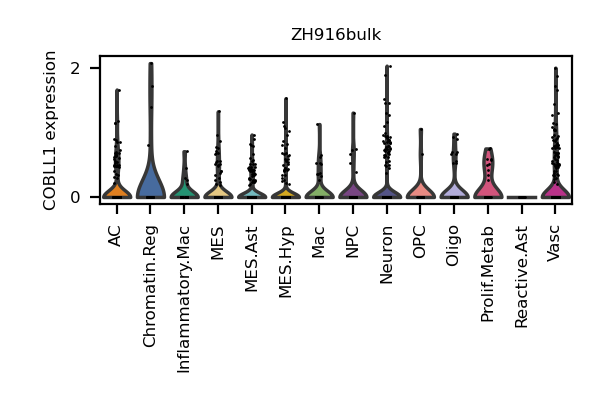 ZH916bulk
COBLL1 expression
2
0
AC
Chromatin.Reg
Inflammatory.Mac
MES
MES.Ast
MES.Hyp
Mac
NPC
Neuron
OPC
Oligo
Prolif.Metab
Reactive.Ast
Vasc